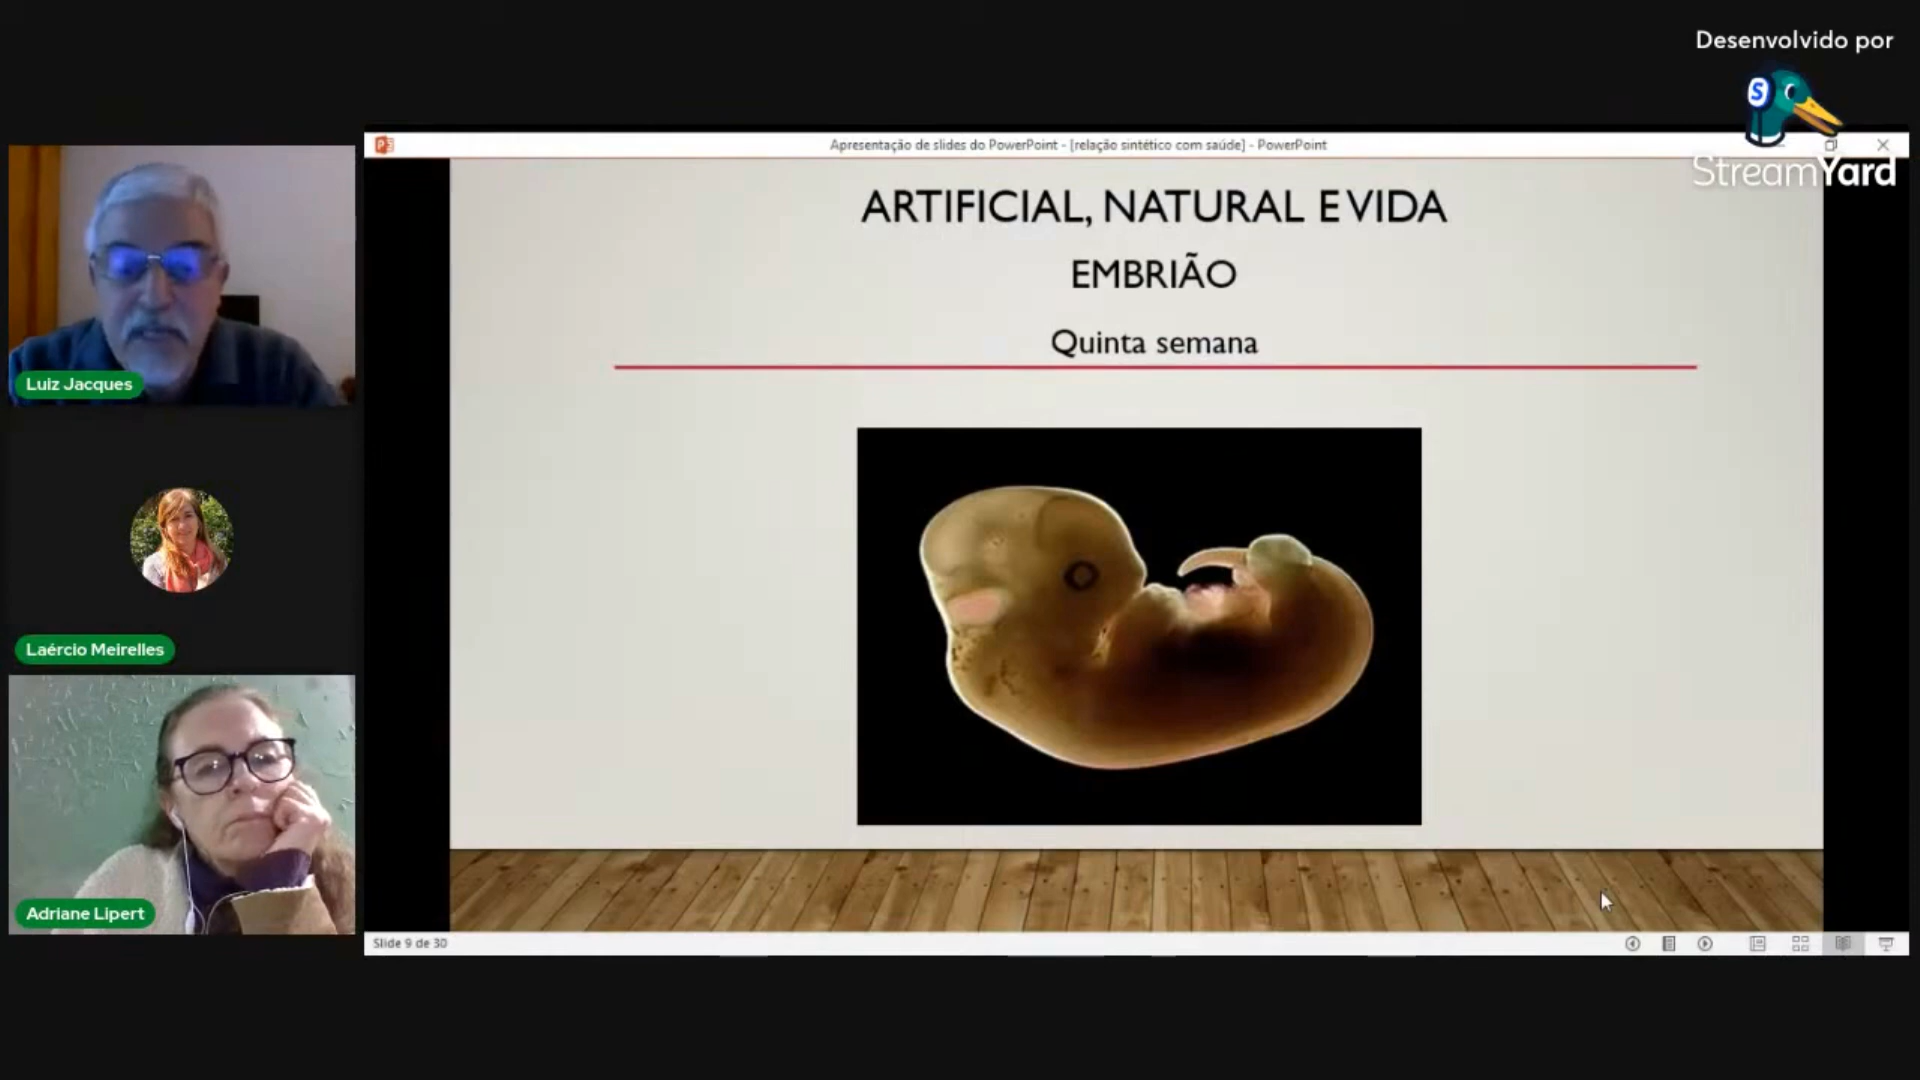 Desenvolvido por
S
StreamYard
Apresentação de slides do PowerPoint - [relação sintético com saúde] - PowerPoint
ARTIFICIAL, NATURAL E VIDA
EMBRIÃO
Quinta semana
Luiz Jacques
Laércio Meirelles
Adriane Lipert
Slide 9 de 30